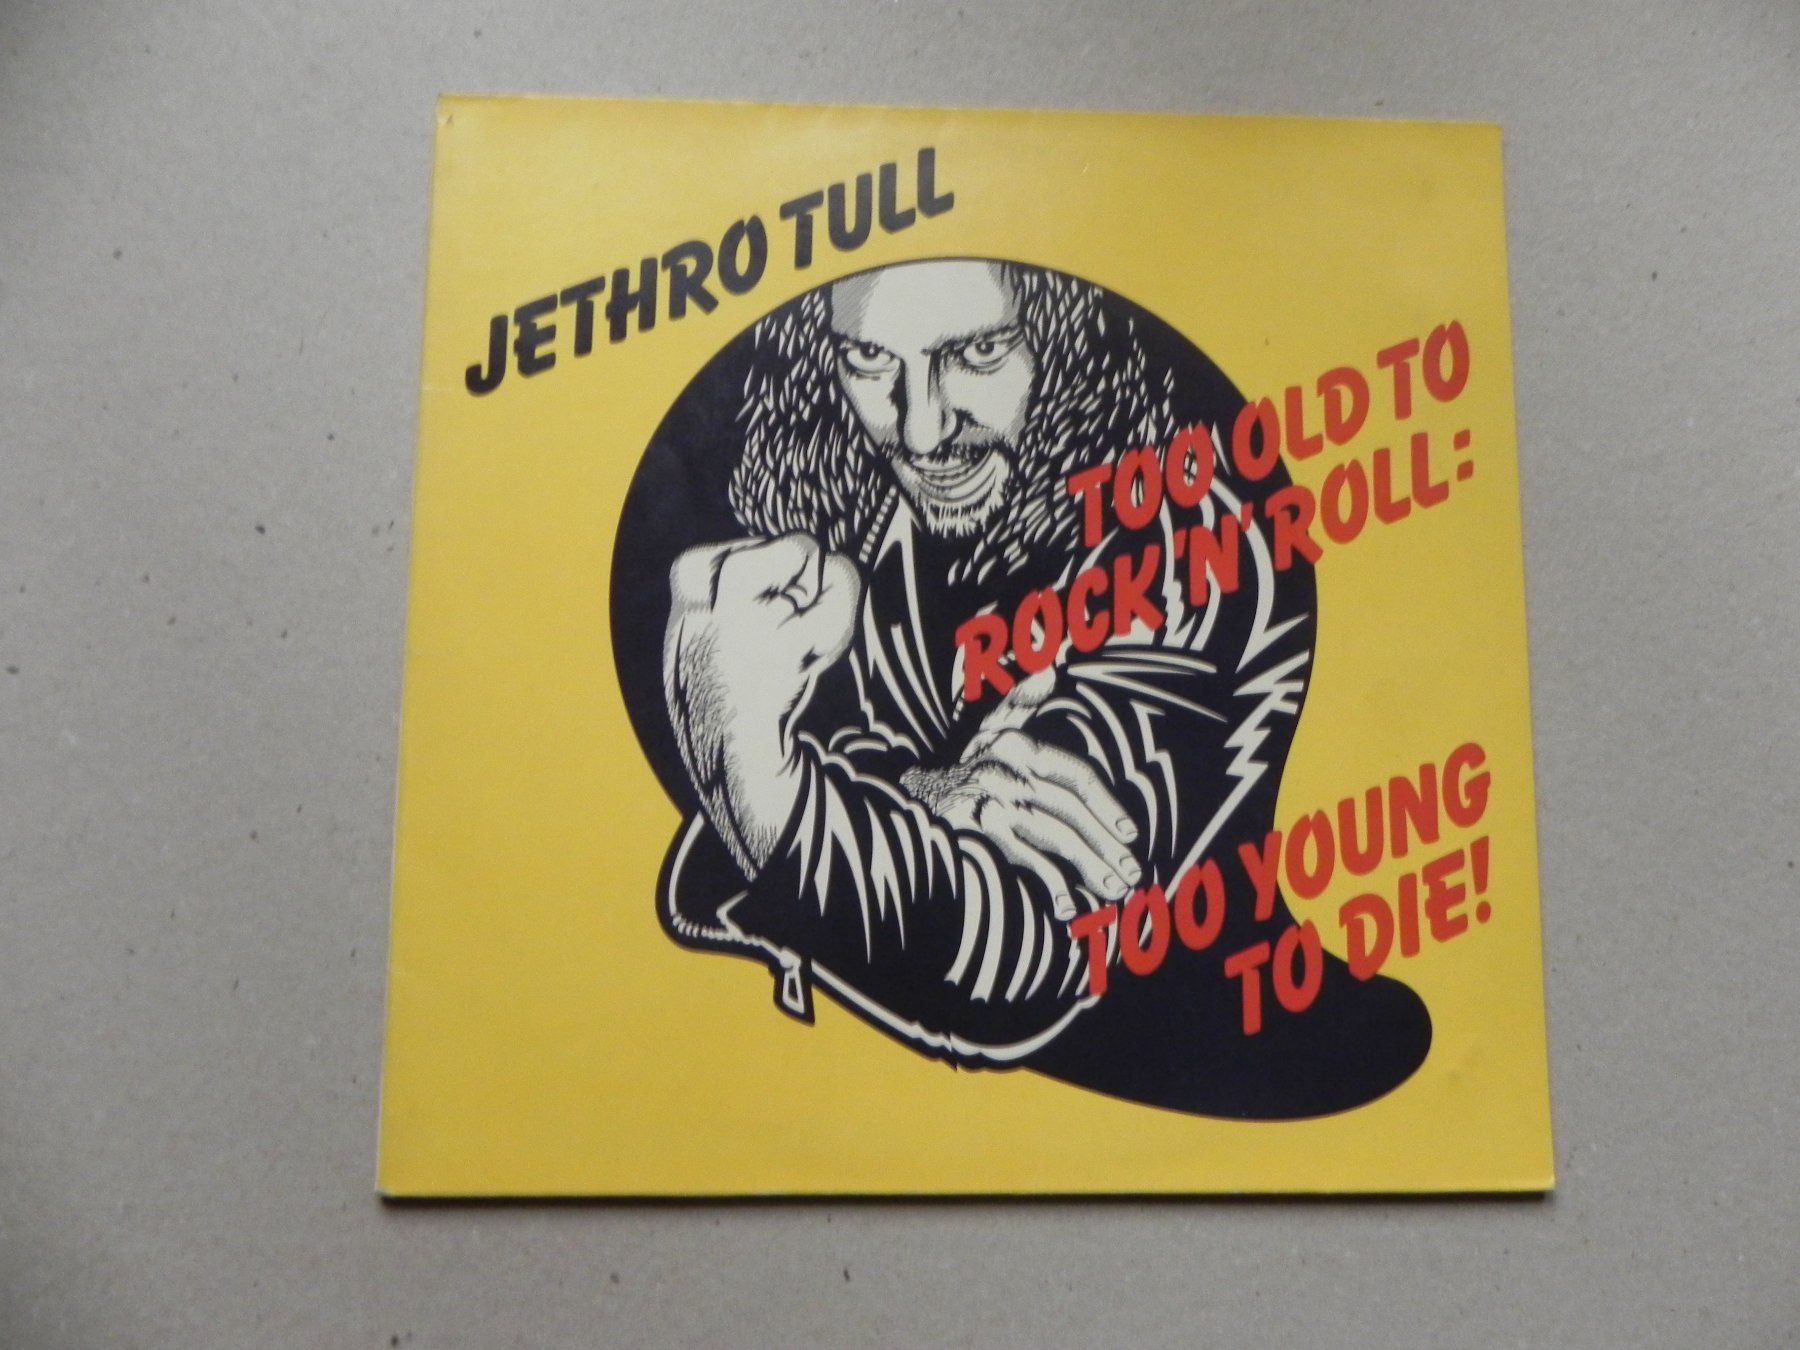 JETHRO TULL
TOO OLD TO
ROCK 'N' ROLL:
TOO YOUNG
TO DIE!